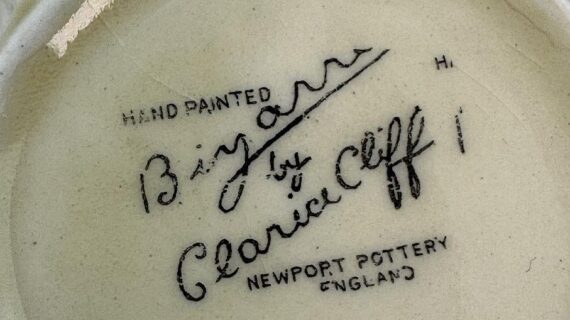 HAND PAINTED
Bizarre
by
Clarice Cliff
NEWPORT POTTERY
ENGLAND